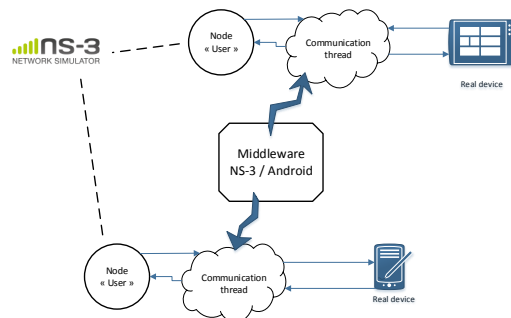 Node
« User »
Communication
thread
Real device
ns-3
NETWORK SIMULATOR
Middleware
NS-3 / Android
Node
« User »
Communication
thread
Real device